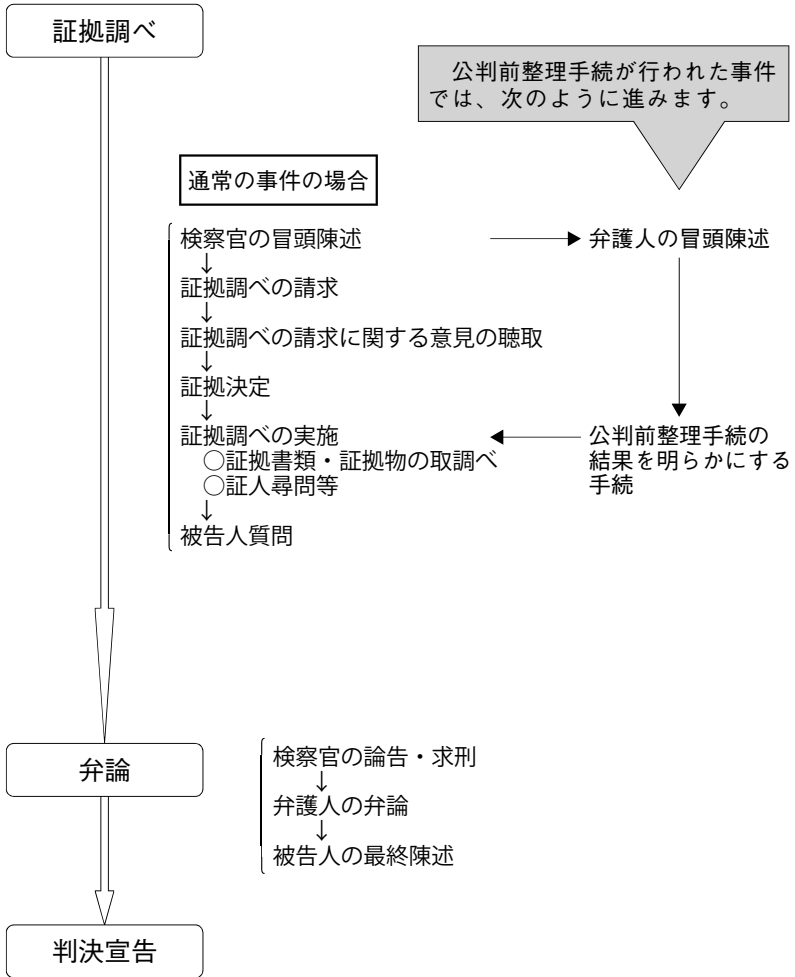 証拠調べ
公判前整理手続が行われた事件
では、次のように進みます。
通常の事件の場合
検察官の冒頭陳述
弁護人の冒頭陳述
↓
証拠調べの請求
↓
証拠調べの請求に関する意見の聴取
↓
証拠決定
↓
証拠調べの実施
○証拠書類・証拠物の取調べ
○証人尋問等
↓
被告人質問
公判前整理手続の
結果を明らかにする
手続
弁論
検察官の論告・求刑
↓
弁護人の弁論
↓
被告人の最終陳述
判決宣告